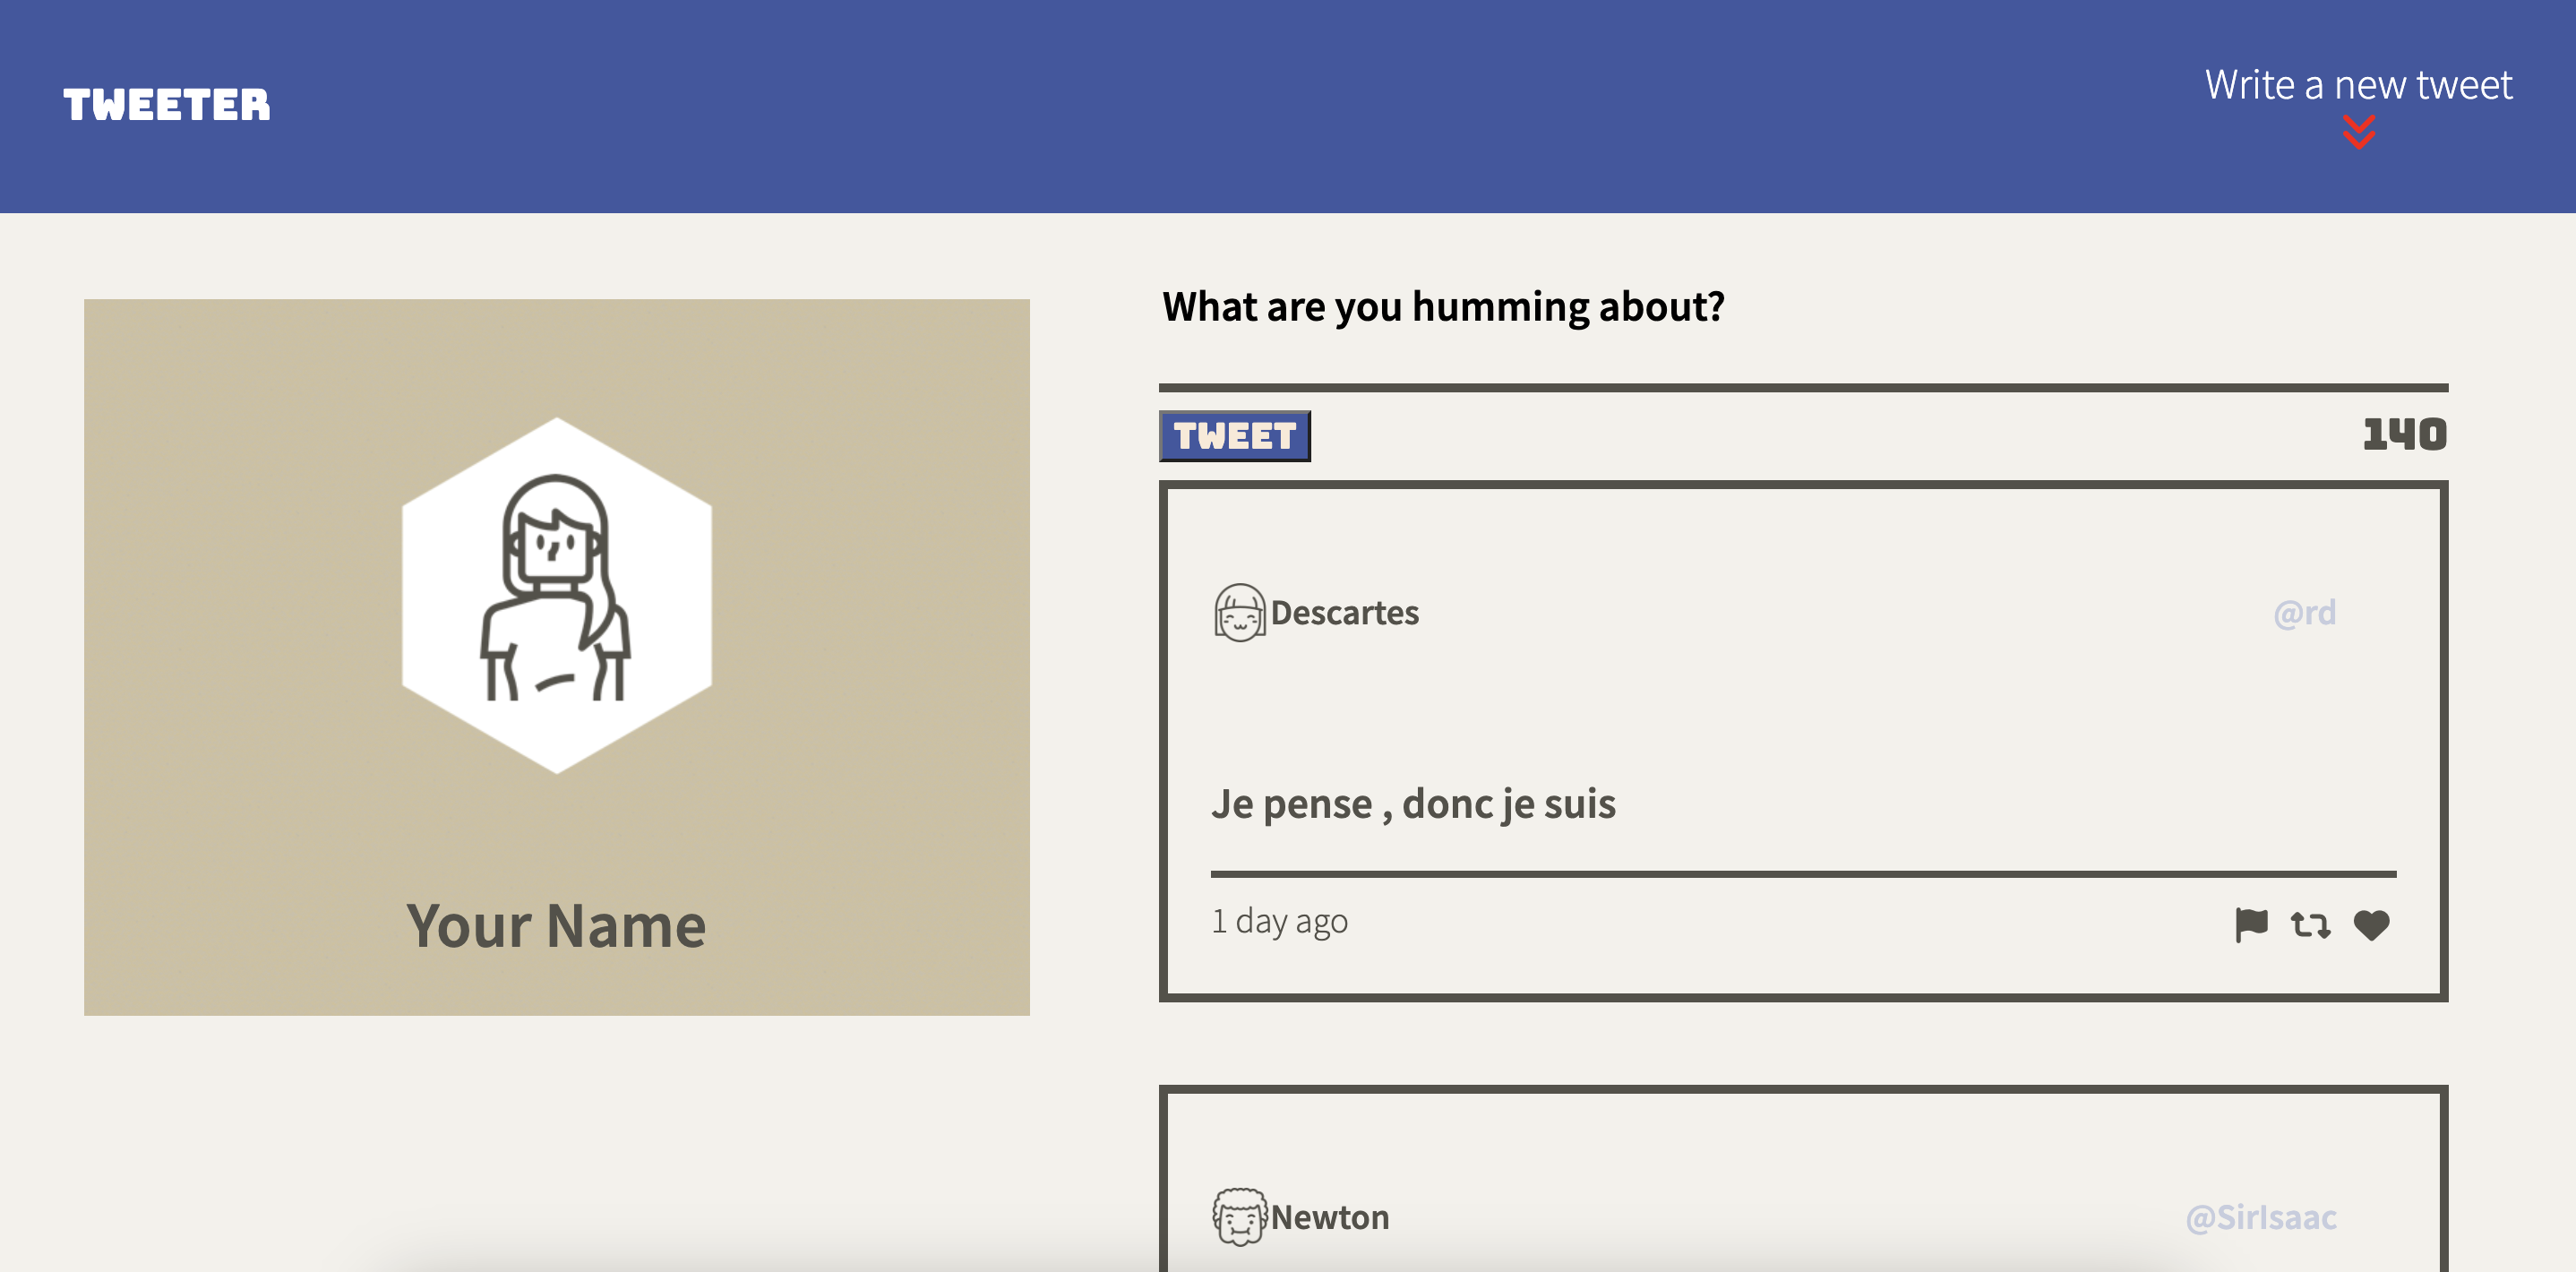 TWEETER
Write a new tweet
What are you humming about?
TWEET
140
Descartes
@rd
Je pense , donc je suis
1 day ago
Your Name
Newton
@SirIsaac